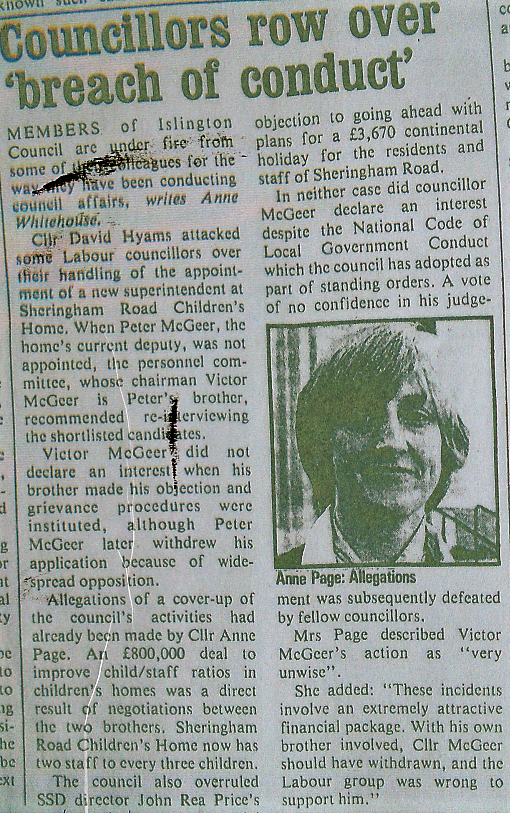 Councillors row over
‘breach of conduct’
MEMBERS of Islington
Council are under fire from
some of colleagues for the
way they have been conducting
council affairs, writes Anne
Whitehouse.
Cllr David Hyams attacked
some Labour councillors over
their handling of the appoint-
ment of a new superintendent at
Sheringham Road Children's
Home. When Peter McGeer, the
home's current deputy, was not
appointed, the personnel com-
mittee, whose chairman Victor
McGeer is Peter's brother,
recommended re-interviewing
the shortlisted candidates.
Victor McGeer did not
declare an interest when his
brother made his objection and
grievance procedures were
instituted, although Peter
McGeer later withdrew his
application because of wide-
spread opposition.
Allegations of a cover-up of
the council's activities had
already been made by Cllr Anne
Page. An £800,000 deal to
improve child/staff ratios in
children's homes was a direct
result of negotiations between
the two brothers. Sheringham
Road Children's Home now has
two staff to every three children.
The council also overruled
SSD director John Rea Price's
objection to going ahead with
plans for a £3,670 continental
holiday for the residents and
staff of Sheringham Road.
In neither case did councillor
McGeer declare an interest
despite the National Code of
Local Government Conduct
which the council has adopted as
part of standing orders. A vote
of no confidence in his judge-
Anne Page: Allegations
ment was subsequently defeated
by fellow councillors.
Mrs Page described Victor
McGeer's action as “very
unwise”.
She added: “These incidents
involve an extremely attractive
financial package. With his own
brother involved, Cllr McGeer
should have withdrawn, and the
Labour group was wrong to
support him.”